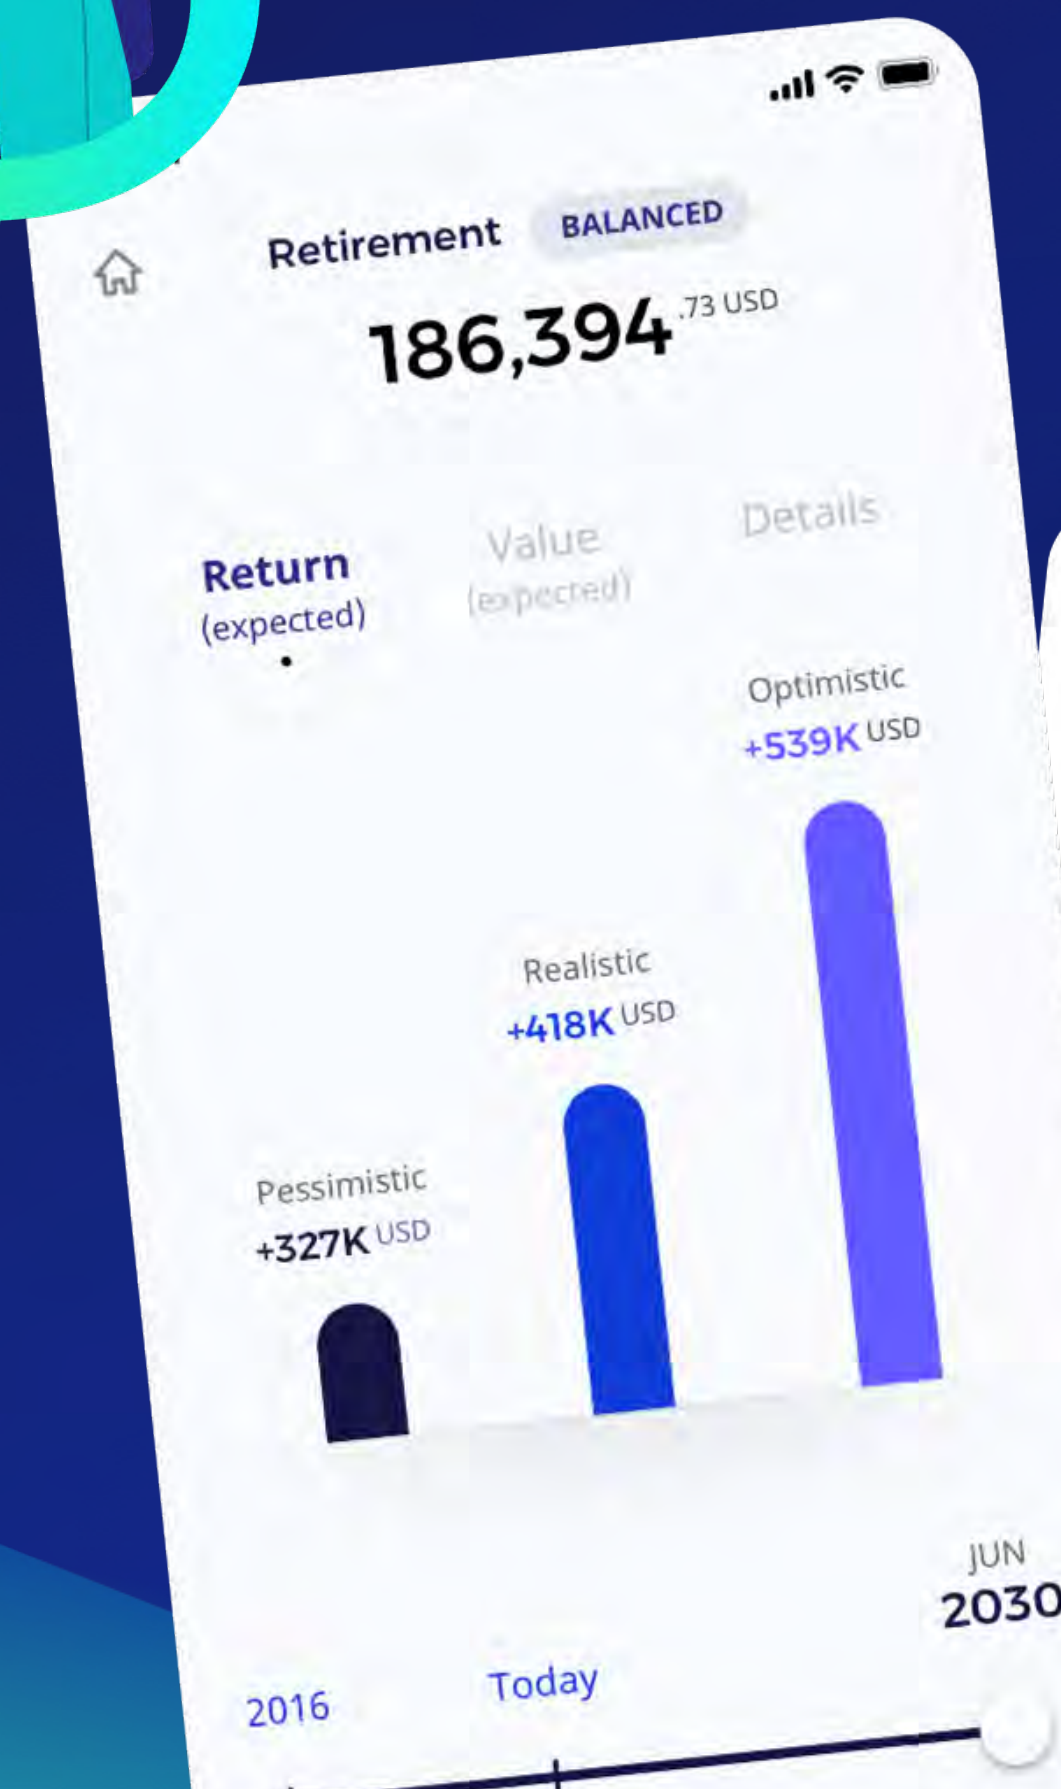 Retirement BALANCED
186,394.73 USD
Return
(expected)
Value
(expected)
Details
Optimistic
+539K USD
Realistic
+418K USD
Pessimistic
+327K USD
JUN
2030
2016
Today